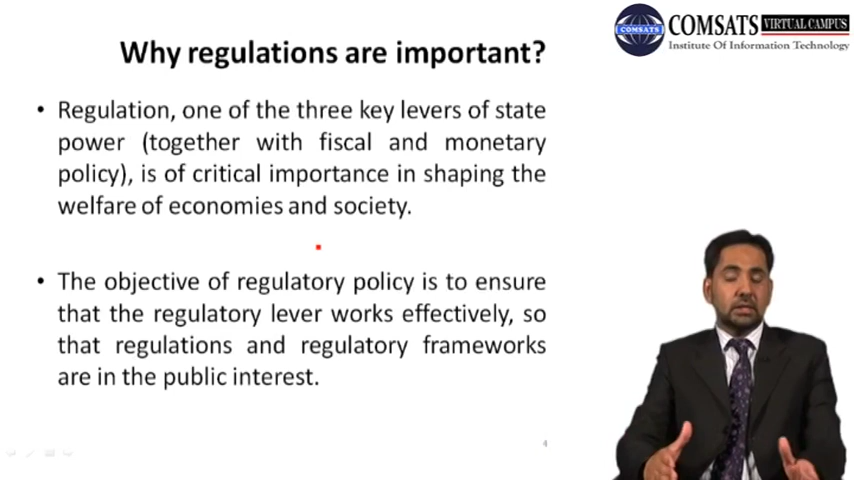 COMSATS VIRTUAL CAMPUS
COMSATS
Institute Of Information Technology
Why regulations are important?
• Regulation, one of the three key levers of state
power (together with fiscal and monetary
policy), is of critical importance in shaping the
welfare of economies and society.
• The objective of regulatory policy is to ensure
that the regulatory lever works effectively, so
that regulations and regulatory frameworks
are in the public interest.
4